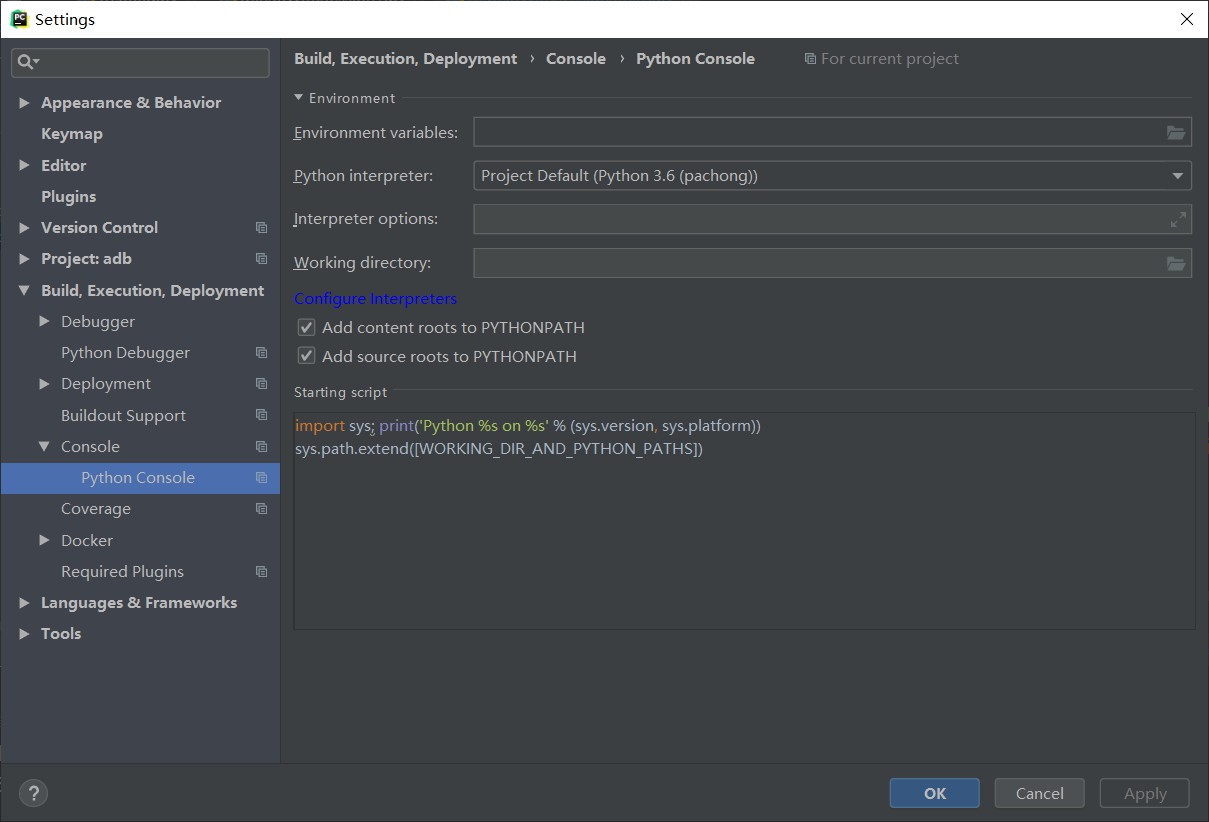 Settings
Appearance & Behavior
Keymap
Editor
Plugins
Version Control
Project: adb
Build, Execution, Deployment
Debugger
Python Debugger
Deployment
Buildout Support
Console
Python Console
Coverage
Docker
Required Plugins
Languages & Frameworks
Tools
Build, Execution, Deployment › Console › Python Console For current project
Environment
Environment variables:
Python interpreter: Project Default (Python 3.6 (pachong))
Interpreter options:
Working directory:
Configure Interpreters
Add content roots to PYTHONPATH
Add source roots to PYTHONPATH
Starting script
import sys; print('Python %s on %s' % (sys.version, sys.platform))
sys.path.extend([WORKING_DIR_AND_PYTHON_PATHS])
? OK Cancel Apply